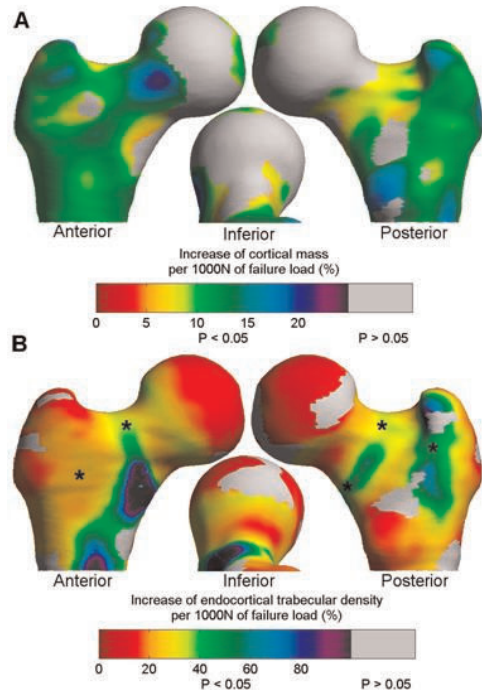 A
Anterior
Inferior
Posterior
Increase of cortical mass
per 1000N of failure load (%)
0 5 10 15 20
P < 0.05 P > 0.05
B
*
*
*
*
*
Anterior
Inferior
Posterior
Increase of endocortical trabecular density
per 1000N of failure load (%)
0 20 40 60 80
P < 0.05 P > 0.05